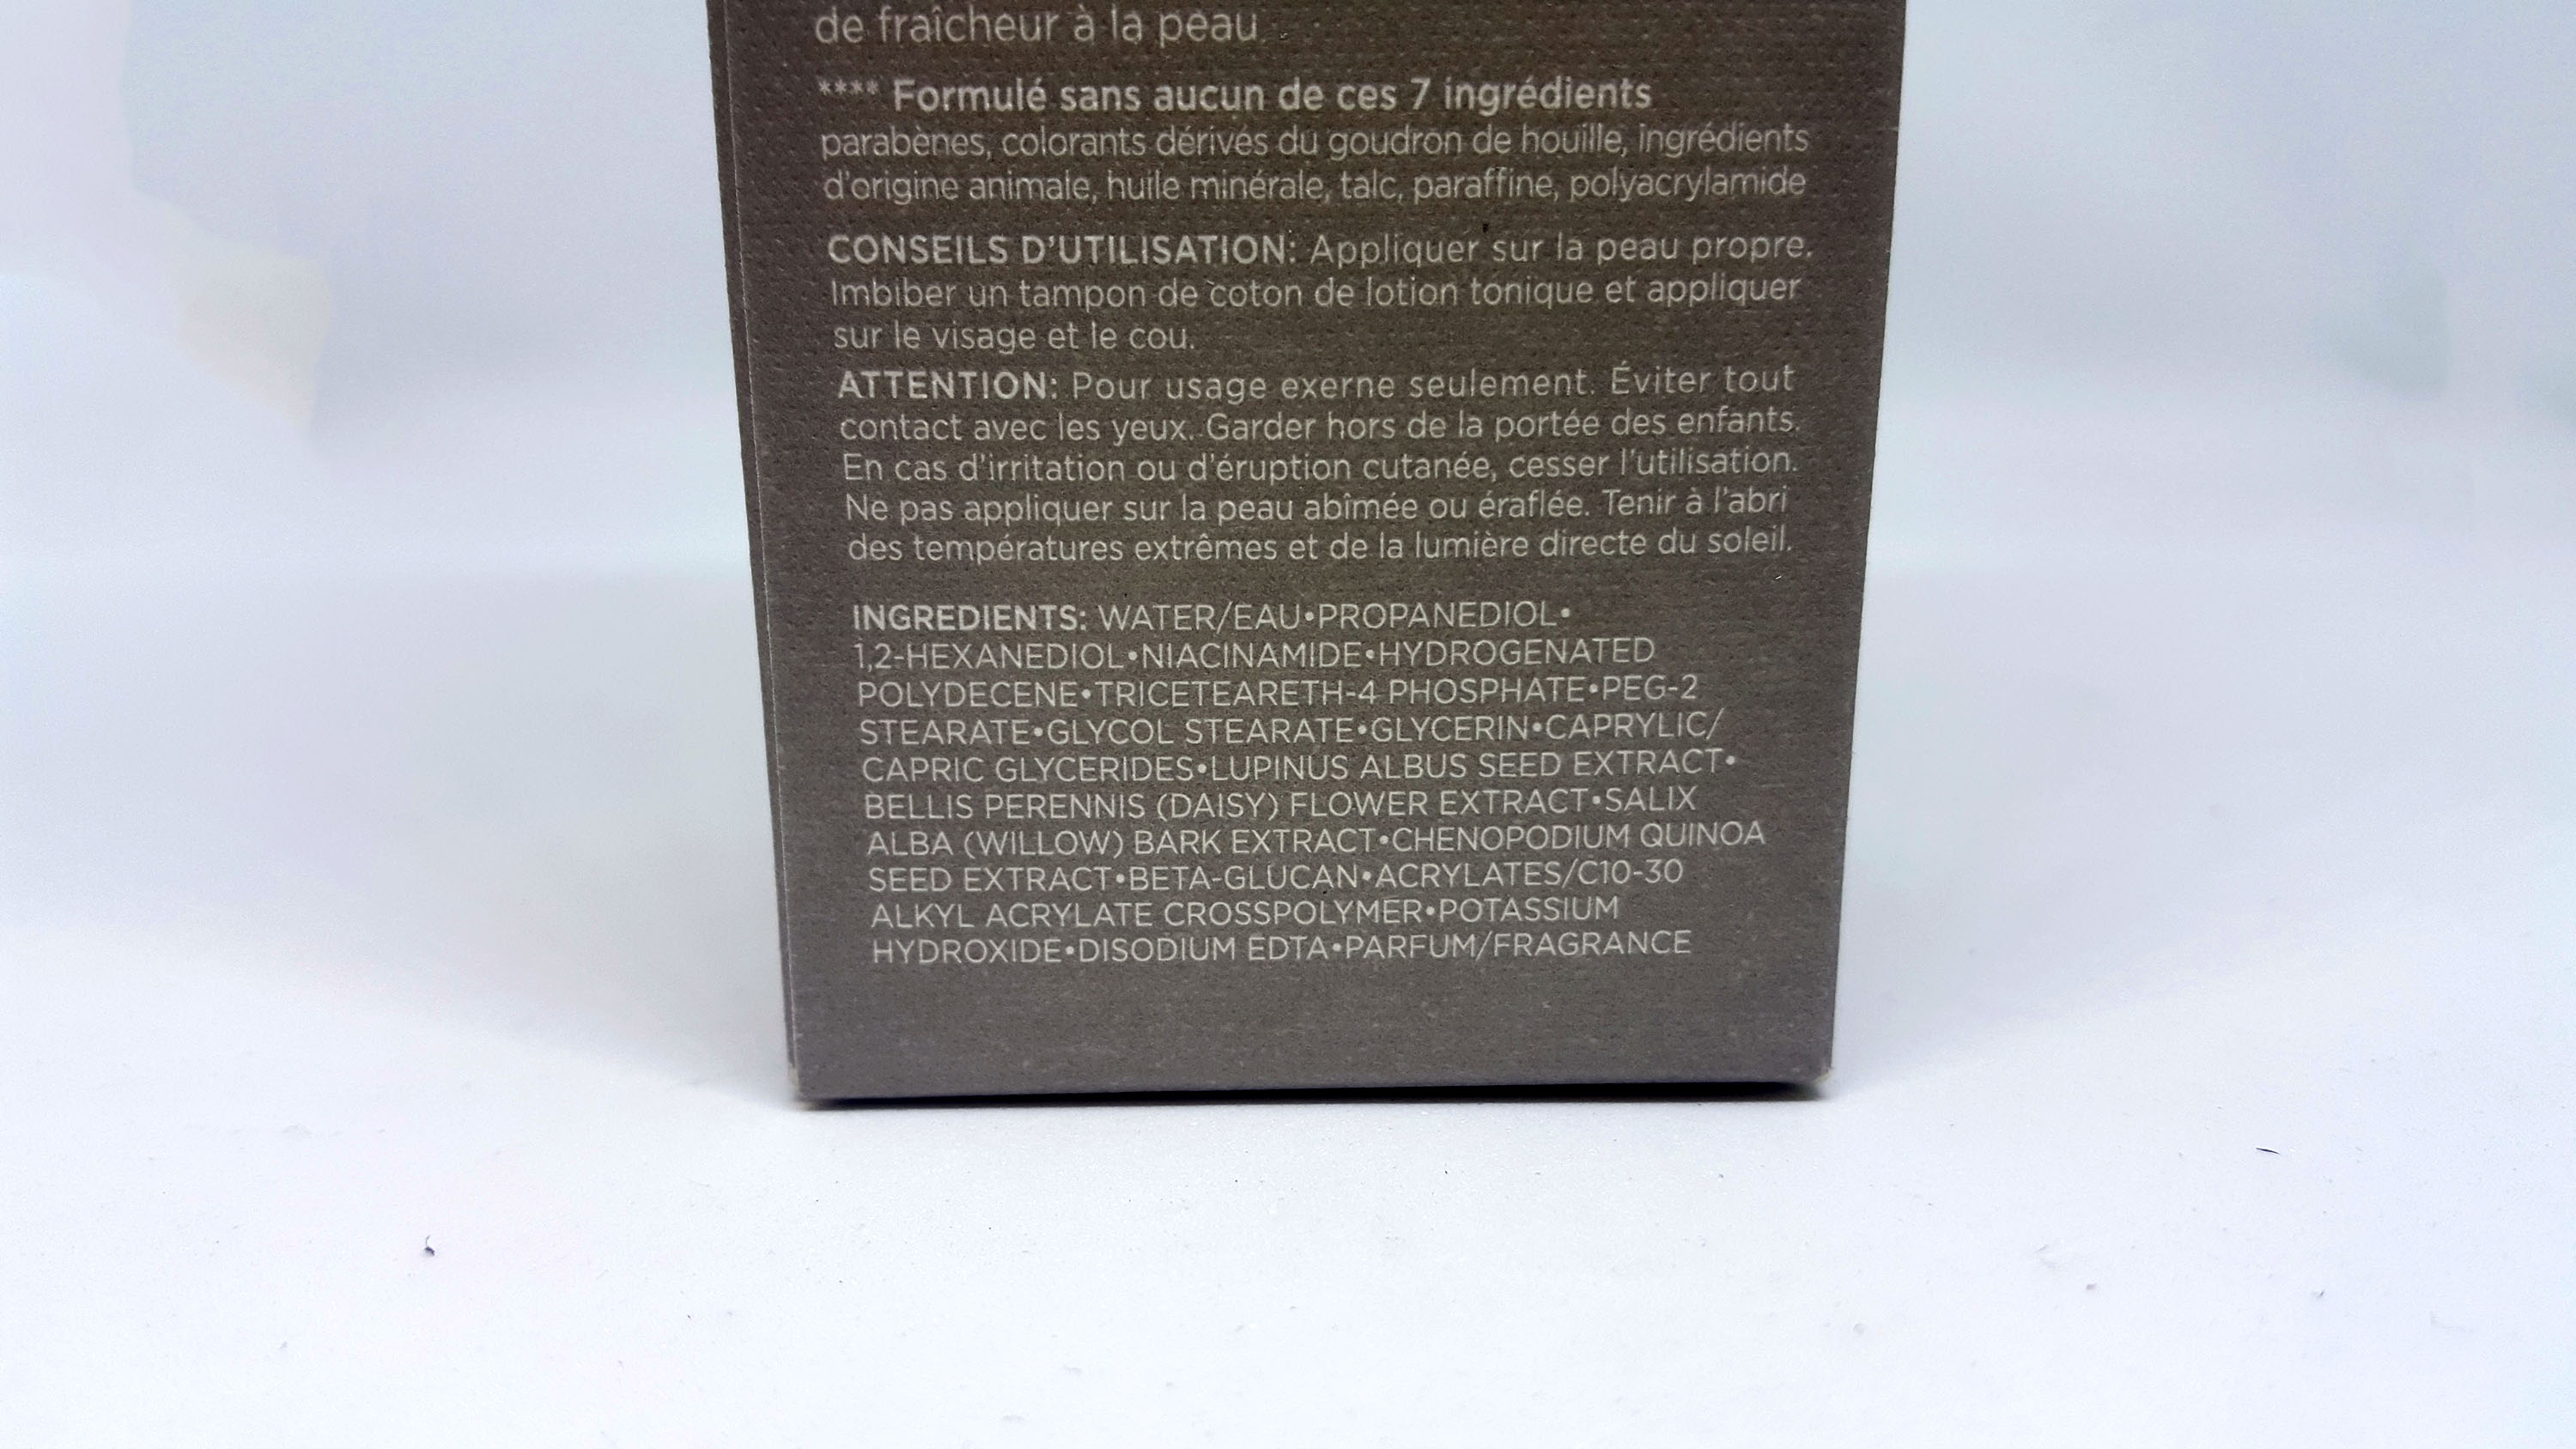 de fraîcheur à la peau.
**** Formulé sans aucun de ces 7 ingrédients
parabènes, colorants dérivés du goudron de houille, ingrédients
d'origine animale, huile minérale, talc, paraffine, polyacrylamide
CONSEILS D'UTILISATION: Appliquer sur la peau propre.
Imbiber un tampon de coton de lotion tonique et appliquer
sur le visage et le cou.
ATTENTION: Pour usage exerne seulement. Éviter tout
contact avec les yeux. Garder hors de la portée des enfants.
En cas d'irritation ou d'éruption cutanée, cesser l'utilisation.
Ne pas appliquer sur la peau abîmée ou éraflée. Tenir à l'abri
des températures extrêmes et de la lumière directe du soleil.
INGREDIENTS: WATER/EAU•PROPANEDIOL•
1,2-HEXANEDIOL•NIACINAMIDE•HYDROGENATED
POLYDECENE•TRICETEARETH-4 PHOSPHATE•PEG-2
STEARATE•GLYCOL STEARATE•GLYCERIN•CAPRYLIC/
CAPRIC GLYCERIDES•LUPINUS ALBUS SEED EXTRACT•
BELLIS PERENNIS (DAISY) FLOWER EXTRACT•SALIX
ALBA (WILLOW) BARK EXTRACT•CHENOPODIUM QUINOA
SEED EXTRACT•BETA-GLUCAN•ACRYLATES/C10-30
ALKYL ACRYLATE CROSSPOLYMER•POTASSIUM
HYDROXIDE•DISODIUM EDTA•PARFUM/FRAGRANCE